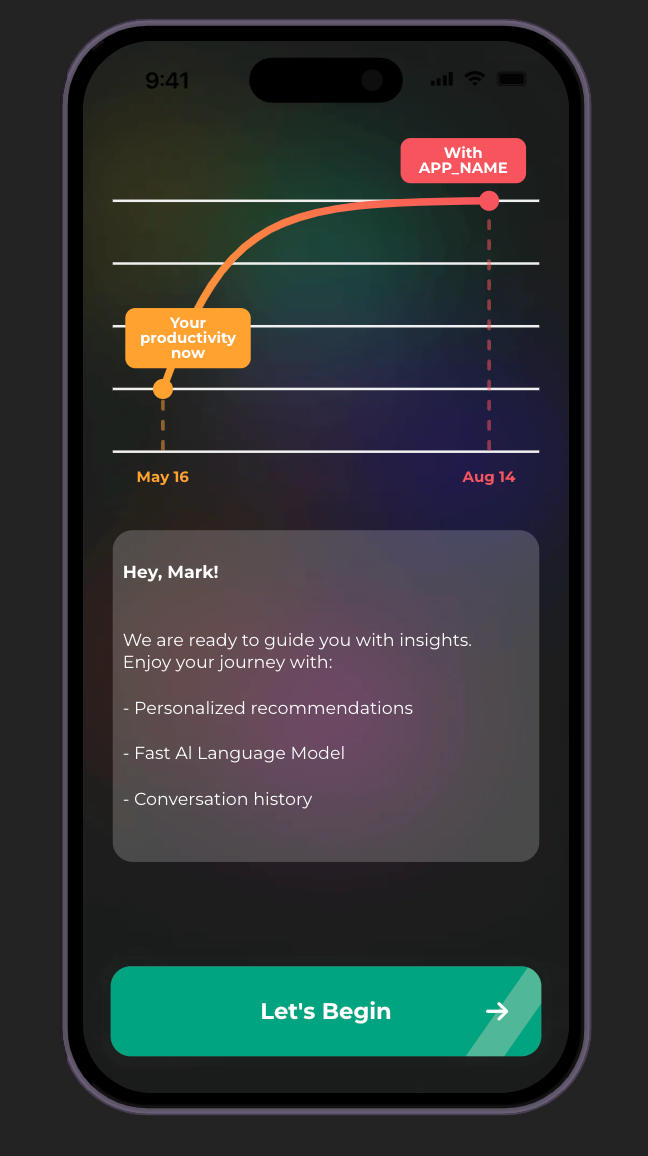 9:41
With
APP_NAME
Your
productivity
now
May 16
Aug 14
Hey, Mark!
We are ready to guide you with insights.
Enjoy your journey with:
- Personalized recommendations
- Fast Al Language Model
- Conversation history
Let's Begin